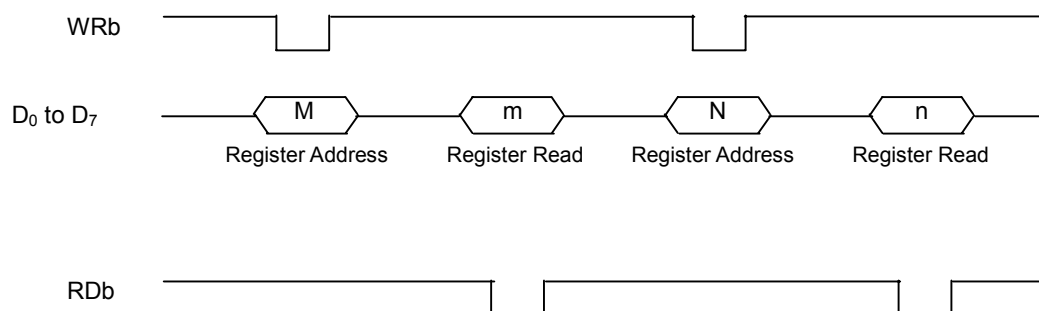 WRb
D₀ to D₇ M m N n
Register Address Register Read Register Address Register Read
RDb